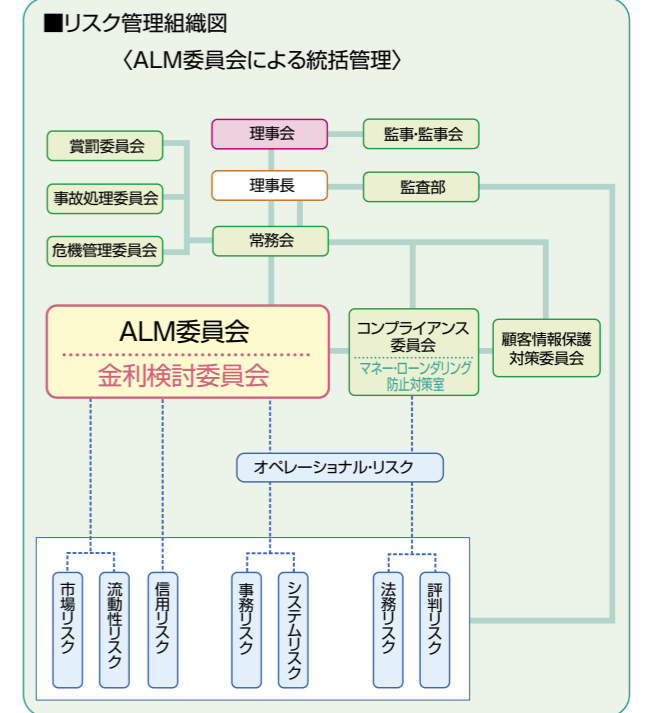 ■リスク管理組織図
〈ALM委員会による統括管理〉
理事会
監事・監事会
賞罰委員会
理事長
監査部
事故処理委員会
常務会
危機管理委員会
ALM委員会
金利検討委員会
コンプライアンス
委員会
マネー・ローンダリング
防止対策室
顧客情報保護
対策委員会
オペレーショナル・リスク
市場リスク
流動性リスク
信用リスク
事務リスク
システムリスク
法務リスク
評判リスク